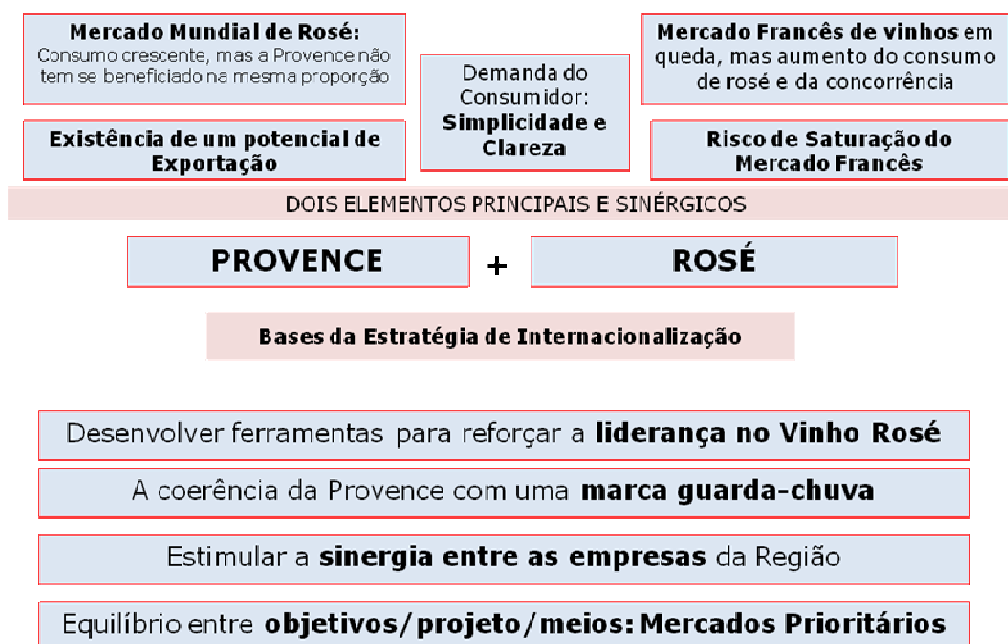 Mercado Mundial de Rosé:
Consumo crescente, mas a Provence não
tem se beneficiado na mesma proporção
Existência de um potencial de
Exportação
Demanda do
Consumidor:
Simplicidade e
Clareza
Mercado Francês de vinhos em
queda, mas aumento do consumo
de rosé e da concorrência
Risco de Saturação do
Mercado Francês
DOIS ELEMENTOS PRINCIPAIS E SINÉRGICOS
PROVENCE + ROSÉ
Bases da Estratégia de Internacionalização
Desenvolver ferramentas para reforçar a liderança no Vinho Rosé
A coerência da Provence com uma marca guarda-chuva
Estimular a sinergia entre as empresas da Região
Equilíbrio entre objetivos/projeto/meios: Mercados Prioritários